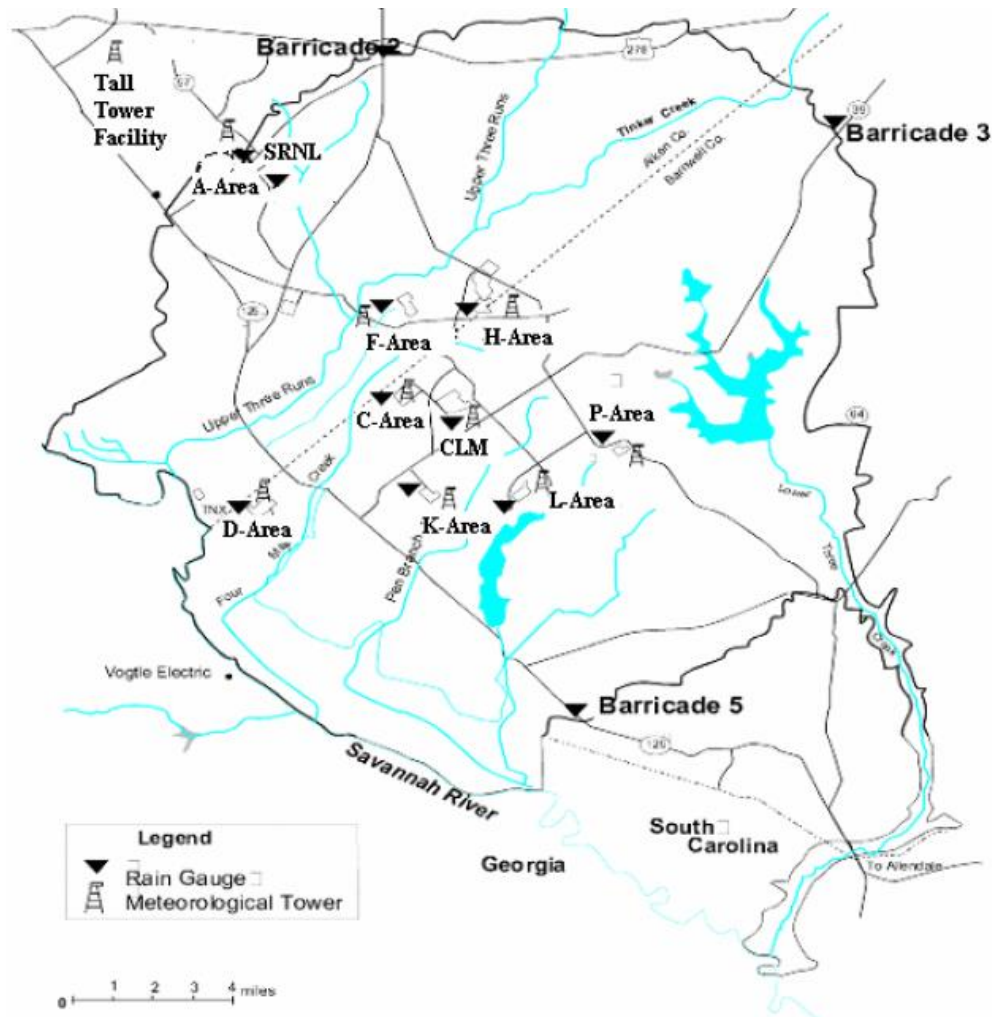 Barricade 2
278
Tall
Tower
Facility
57
39
Barricade 3
Upper Three Runs
Tinker Creek
Aiken Co.
Barnwell Co.
SRNL
A-Area
125
F-Area
H-Area
Upper Three Runs
C-Area
CLM
P-Area
64
TNX
D-Area
K-Area
L-Area
Lower
Three
Creek
Four
Mile
Creek
Pen Branch
Vogtle Electric
Barricade 5
125
Savannah River
Georgia
South
Carolina
To Allendale
Legend
Rain Gauge
Meteorological Tower
0 1 2 3 4 miles